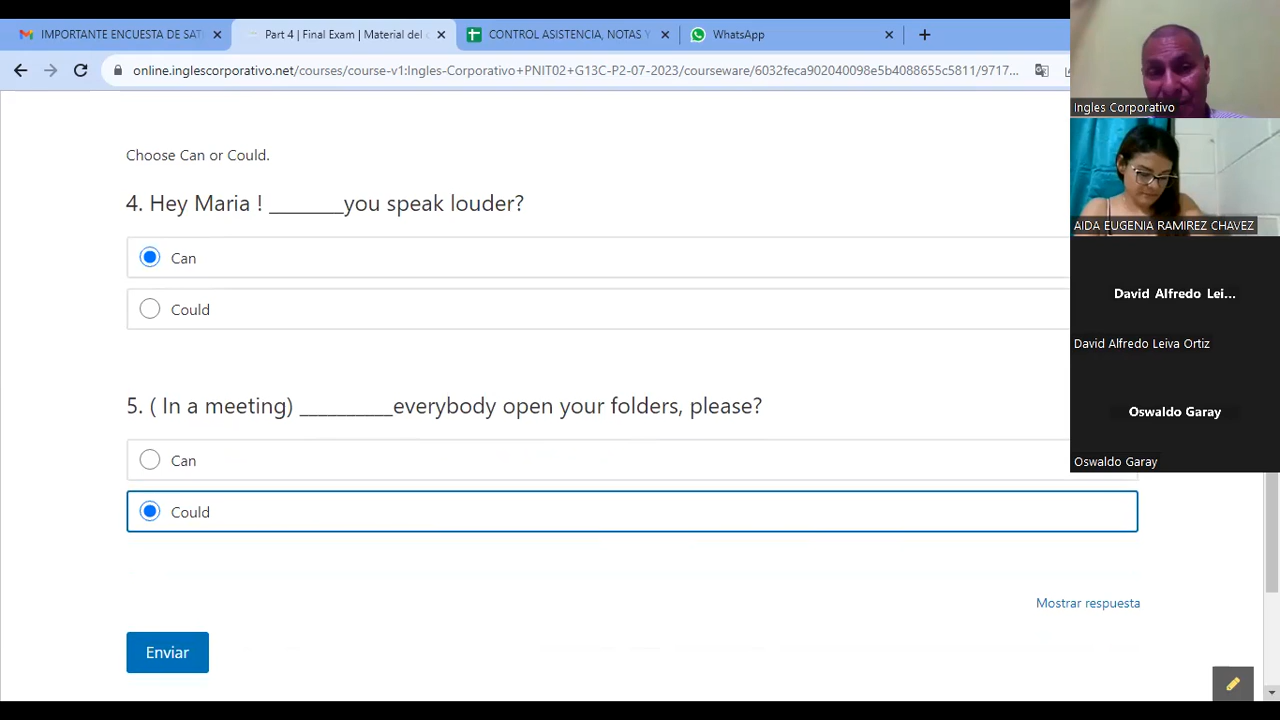 IMPORTANTE ENCUESTA DE SAT
Part 4 | Final Exam | Material del
CONTROL ASISTENCIA, NOTAS Y
WhatsApp
online.inglescorporativo.net/courses/course-v1:Ingles-Corporativo+PNIT02+G13C-P2-07-2023/courseware/6032feca902040098e5b4088655c5811/9717...
Ingles Corporativo
AIDA EUGENIA RAMIREZ CHAVEZ
David Alfredo Lei...
David Alfredo Leiva Ortiz
Oswaldo Garay
Oswaldo Garay
Choose Can or Could.
4. Hey Maria ! ________you speak louder?
Can
Could
5. ( In a meeting) __________everybody open your folders, please?
Can
Could
Mostrar respuesta
Enviar